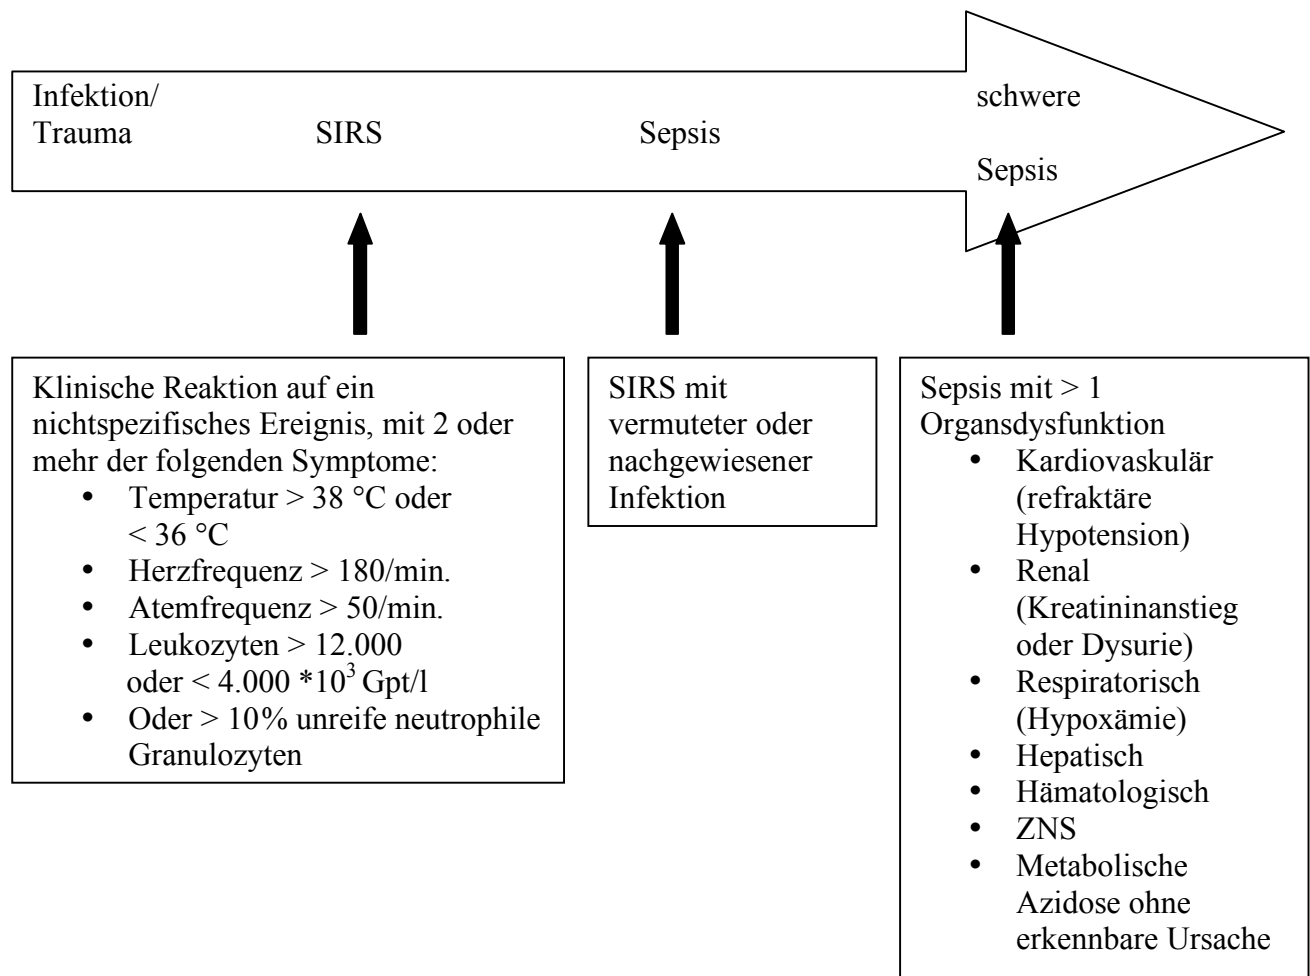 Infektion/
Trauma
SIRS
Sepsis
schwere
Sepsis
Klinische Reaktion auf ein
nichtspezifisches Ereignis, mit 2 oder
mehr der folgenden Symptome:
• Temperatur > 38 °C oder
< 36 °C
• Herzfrequenz > 180/min.
• Atemfrequenz > 50/min.
• Leukozyten > 12.000
oder < 4.000 *10³ Gpt/l
• Oder > 10% unreife neutrophile
Granulozyten
SIRS mit
vermuteter oder
nachgewiesener
Infektion
Sepsis mit > 1
Organsdysfunktion
• Kardiovaskulär
(refraktäre
Hypotension)
• Renal
(Kreatininanstieg
oder Dysurie)
• Respiratorisch
(Hypoxämie)
• Hepatisch
• Hämatologisch
• ZNS
• Metabolische
Azidose ohne
erkennbare Ursache